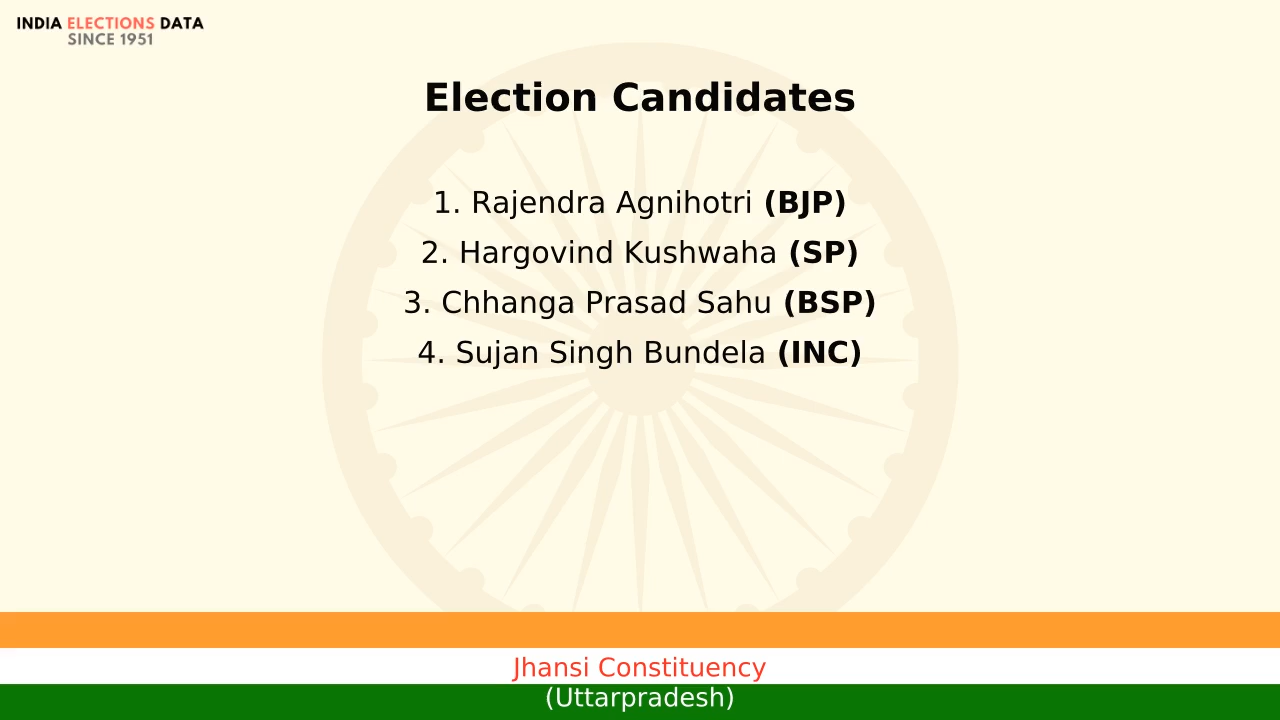 INDIA ELECTIONS DATA
SINCE 1951
Election Candidates
1. Rajendra Agnihotri (BJP)
2. Hargovind Kushwaha (SP)
3. Chhanga Prasad Sahu (BSP)
4. Sujan Singh Bundela (INC)
Jhansi Constituency
(Uttarpradesh)